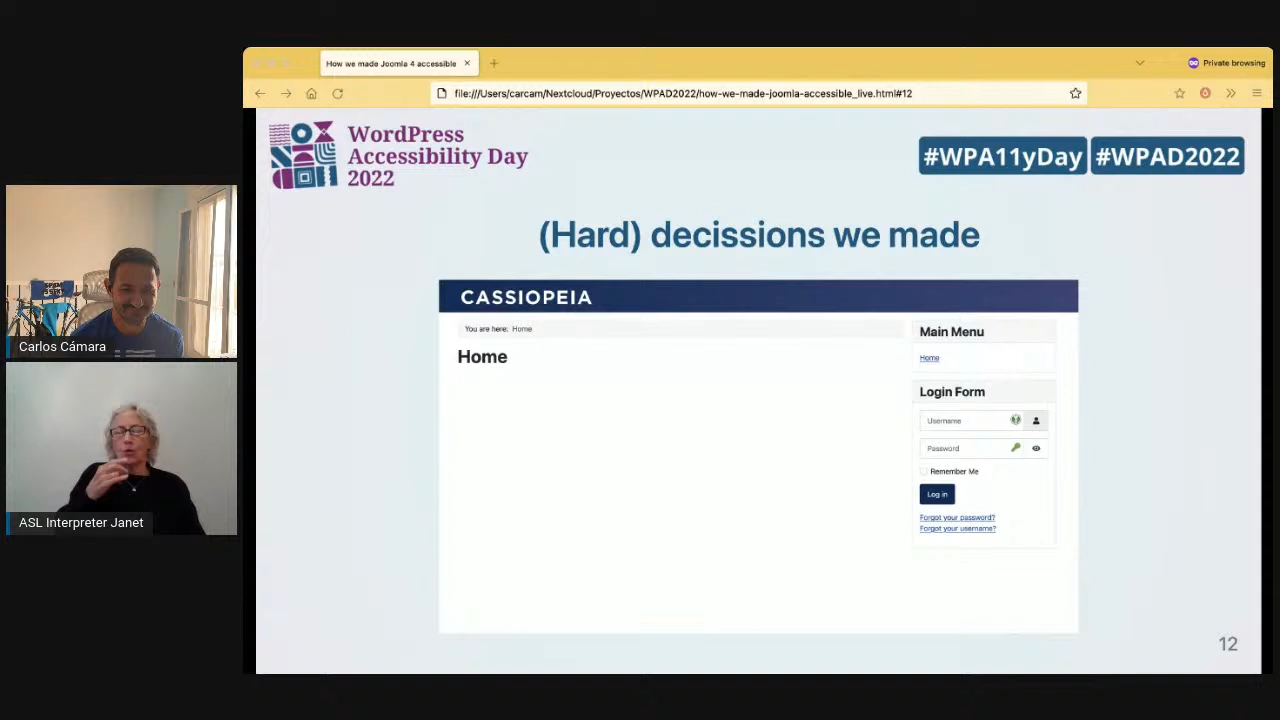 How we made Joomla 4 accessible
Private browsing
file:///Users/carcam/Nextcloud/Proyectos/WPAD2022/how-we-made-joomla-accessible_live.html#12
WordPress
Accessibility Day
2022
#WPA11yDay #WPAD2022
(Hard) decissions we made
CASSIOPEIA
You are here: Home
Home
Main Menu
Home
Login Form
Username
Password
Remember Me
Log in
Forgot your password?
Forgot your username?
12
Carlos Cámara
ASL Interpreter Janet